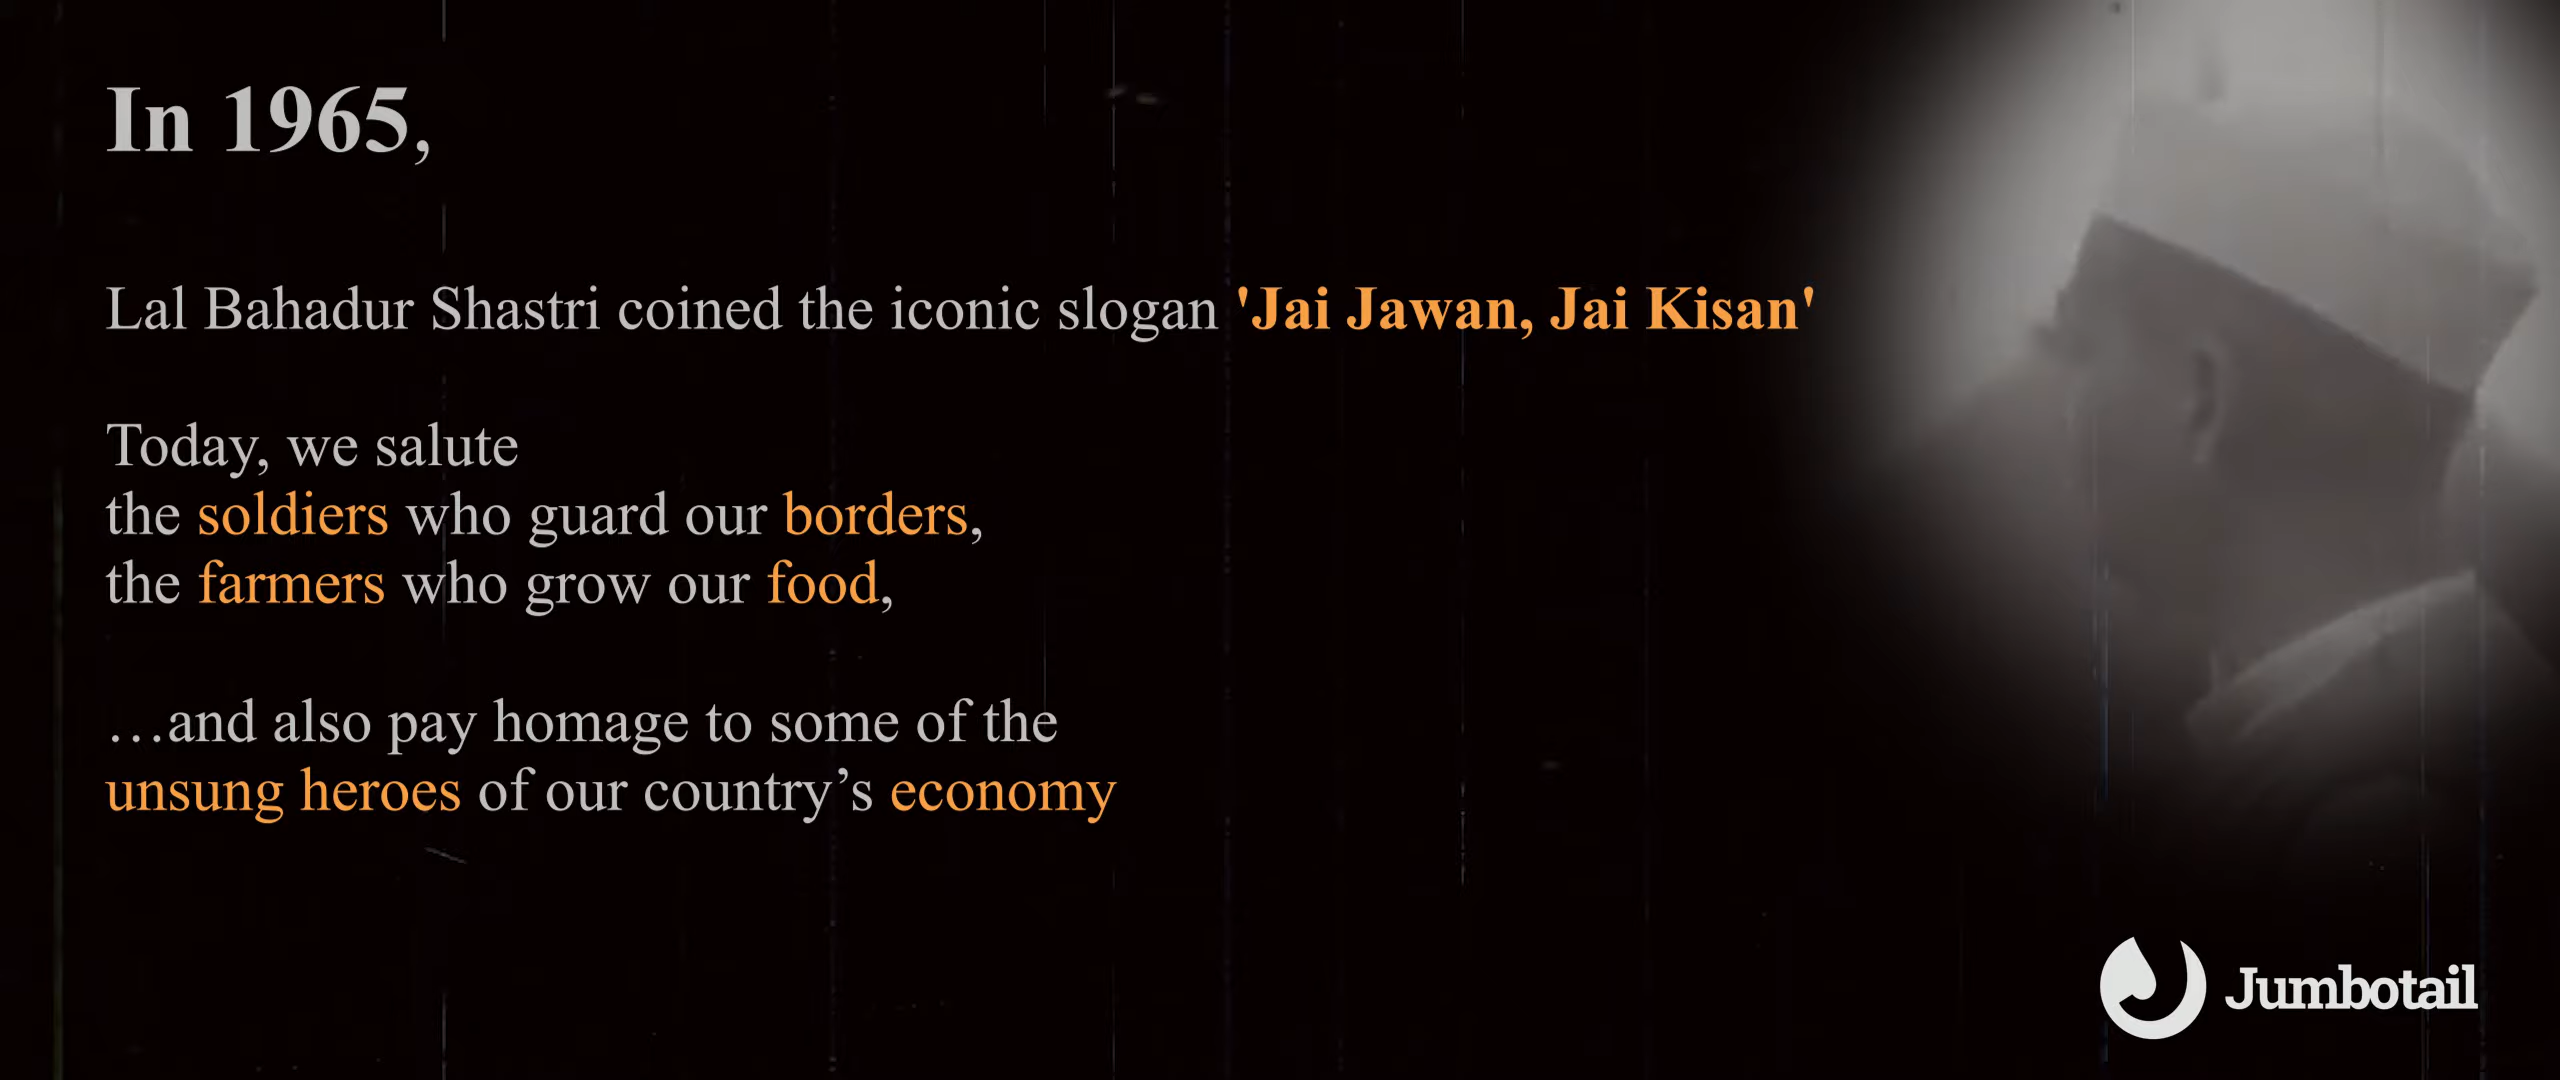 In 1965,
Lal Bahadur Shastri coined the iconic slogan 'Jai Jawan, Jai Kisan'
Today, we salute
the soldiers who guard our borders,
the farmers who grow our food,
…and also pay homage to some of the
unsung heroes of our country’s economy
Jumbotail